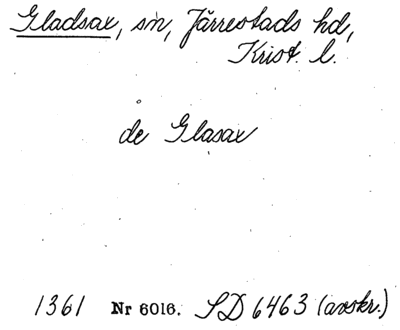 Gladsax, sn, Järrestads hd,
Krist. l.
de Glasax
1361 Nr 6016. SD 6463 (avskr.)